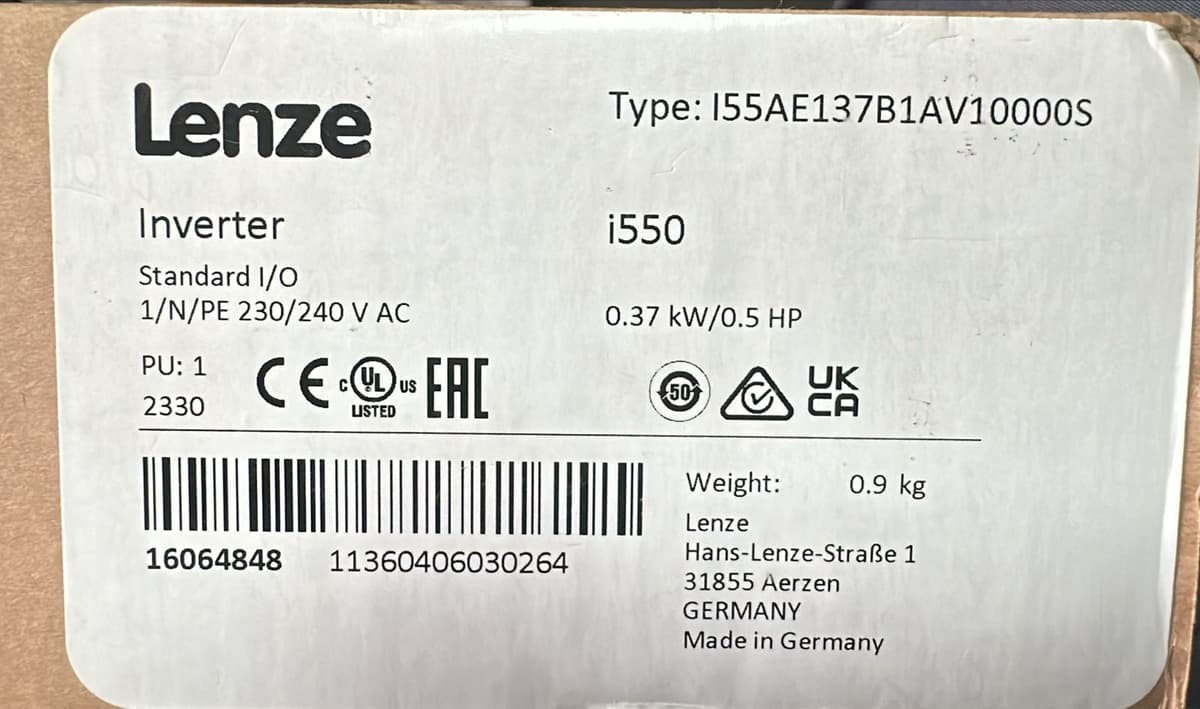 Lenze
Type: I55AE137B1AV10000S
Inverter
i550
Standard I/O
1/N/PE 230/240 V AC
0.37 kW/0.5 HP
PU: 1
2330
CE
c UL US
LISTED
EAC
50
UK
CA
16064848 11360406030264
Weight: 0.9 kg
Lenze
Hans-Lenze-Straße 1
31855 Aerzen
GERMANY
Made in Germany